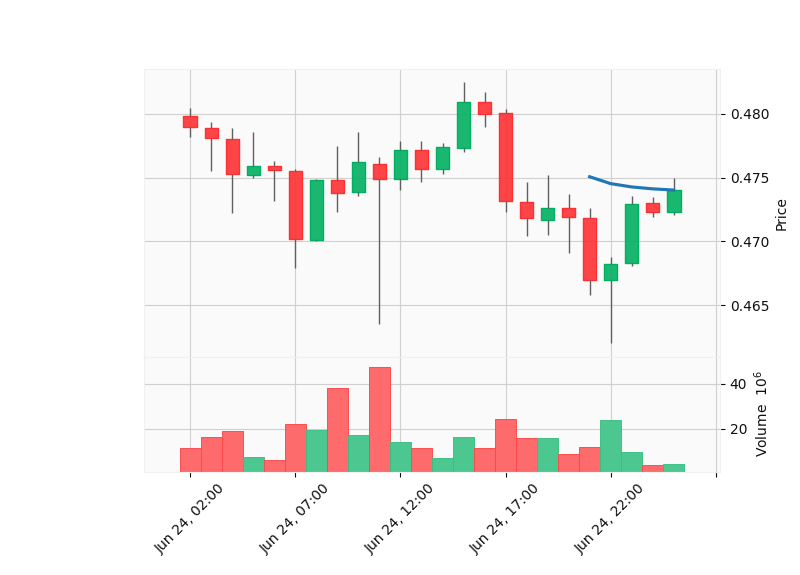 0.480
0.475
0.470
0.465
Price
40
20
Volume 10^6
Jun 24, 02:00
Jun 24, 07:00
Jun 24, 12:00
Jun 24, 17:00
Jun 24, 22:00